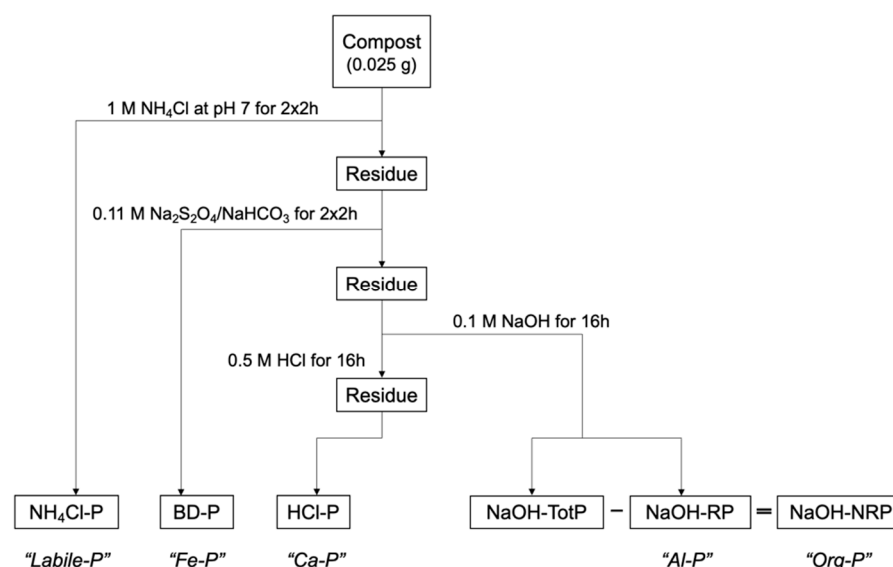 Compost
(0.025 g)
1 M NH₄Cl at pH 7 for 2x2h
Residue
0.11 M Na₂S₂O₄/NaHCO₃ for 2x2h
Residue
0.1 M NaOH for 16h
0.5 M HCl for 16h
Residue
NH₄Cl-P BD-P HCl-P NaOH-TotP – NaOH-RP = NaOH-NRP
"Labile-P" "Fe-P" "Ca-P" "Al-P" "Org-P"